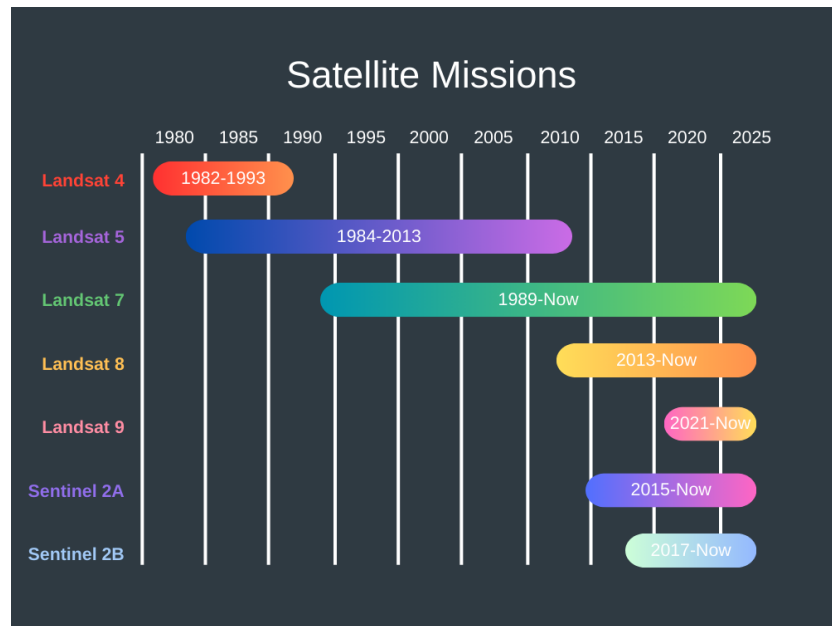 Satellite Missions
1980 1985 1990 1995 2000 2005 2010 2015 2020 2025
Landsat 4 1982-1993
Landsat 5 1984-2013
Landsat 7 1989-Now
Landsat 8 2013-Now
Landsat 9 2021-Now
Sentinel 2A 2015-Now
Sentinel 2B 2017-Now